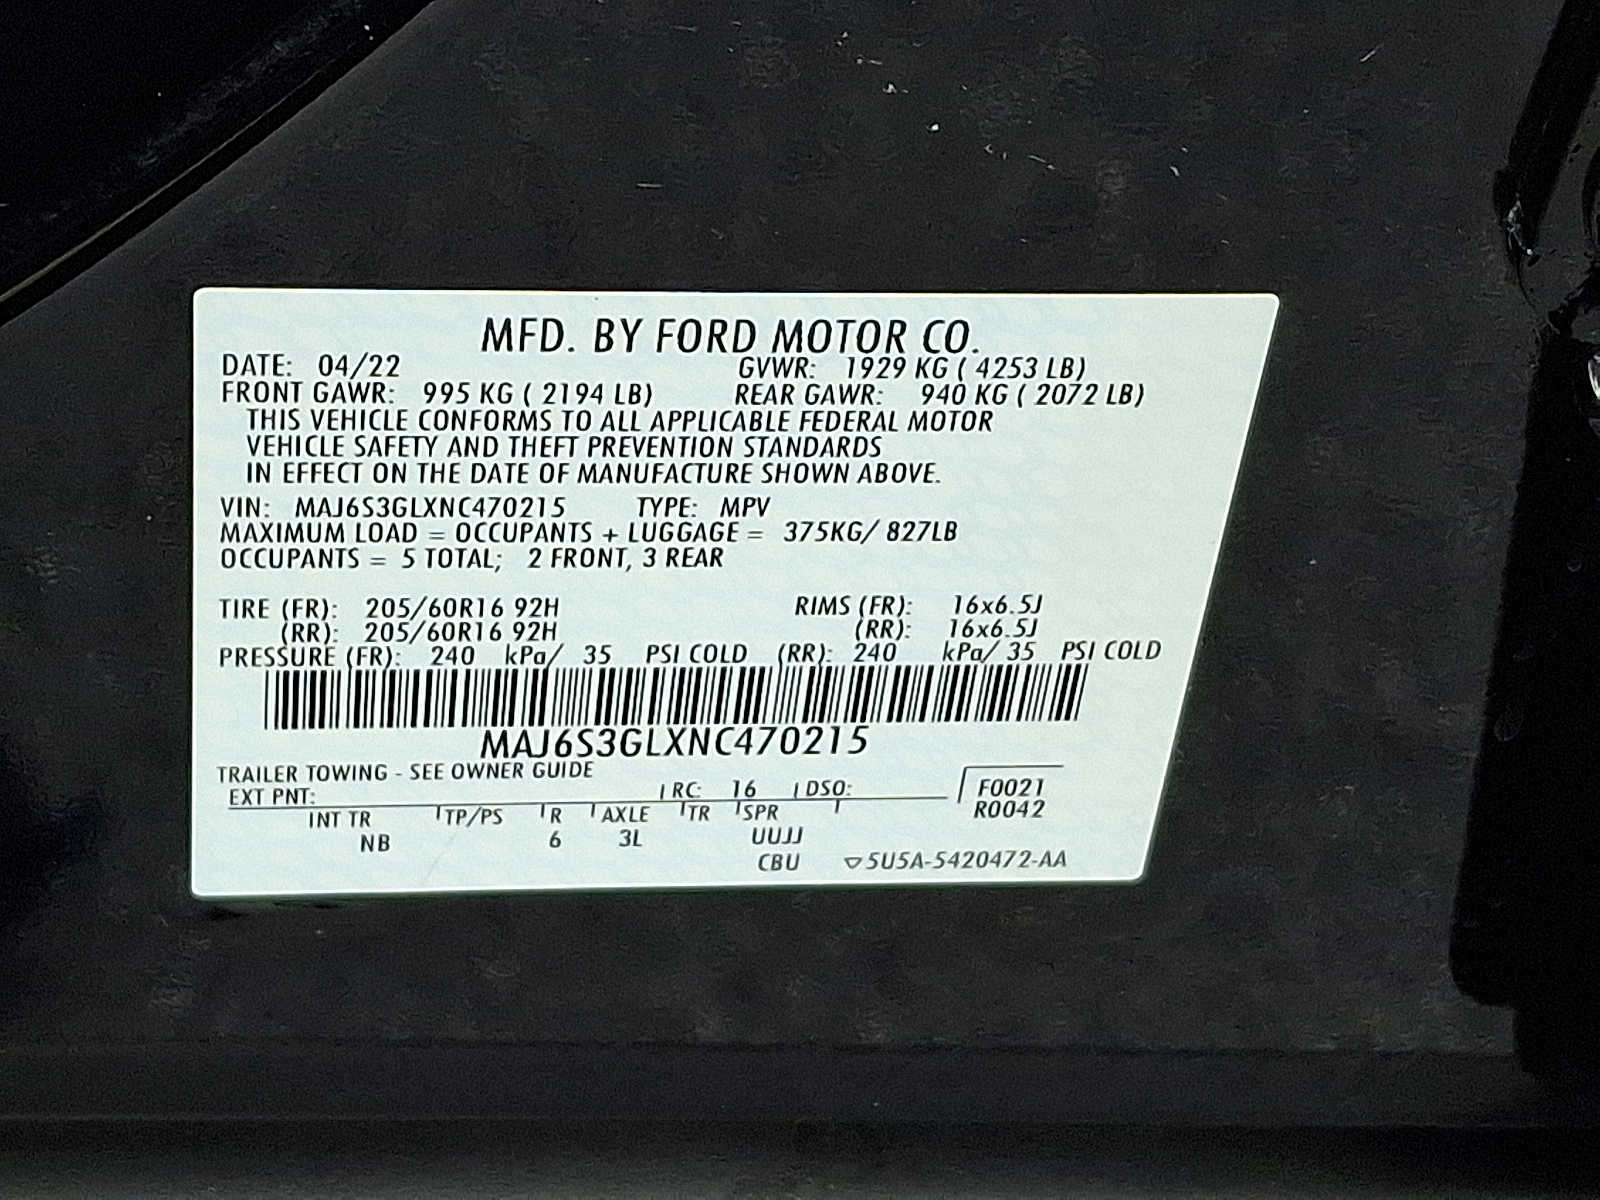 MFD. BY FORD MOTOR CO.
DATE: 04/22 GVWR: 1929 KG ( 4253 LB)
FRONT GAWR: 995 KG ( 2194 LB) REAR GAWR: 940 KG ( 2072 LB)
THIS VEHICLE CONFORMS TO ALL APPLICABLE FEDERAL MOTOR
VEHICLE SAFETY AND THEFT PREVENTION STANDARDS
IN EFFECT ON THE DATE OF MANUFACTURE SHOWN ABOVE.
VIN: MAJ6S3GLXNC470215 TYPE: MPV
MAXIMUM LOAD = OCCUPANTS + LUGGAGE = 375KG/ 827LB
OCCUPANTS = 5 TOTAL; 2 FRONT, 3 REAR
TIRE (FR): 205/60R16 92H RIMS (FR): 16x6.5J
(RR): 205/60R16 92H (RR): 16x6.5J
PRESSURE (FR): 240 kPa/ 35 PSI COLD (RR): 240 kPa/ 35 PSI COLD
MAJ6S3GLXNC470215
TRAILER TOWING - SEE OWNER GUIDE
EXT PNT: RC: 16 DSO: F0021
INT TR TP/PS R AXLE TR SPR R0042
NB 6 3L UUJJ
CBU ▽5U5A-5420472-AA